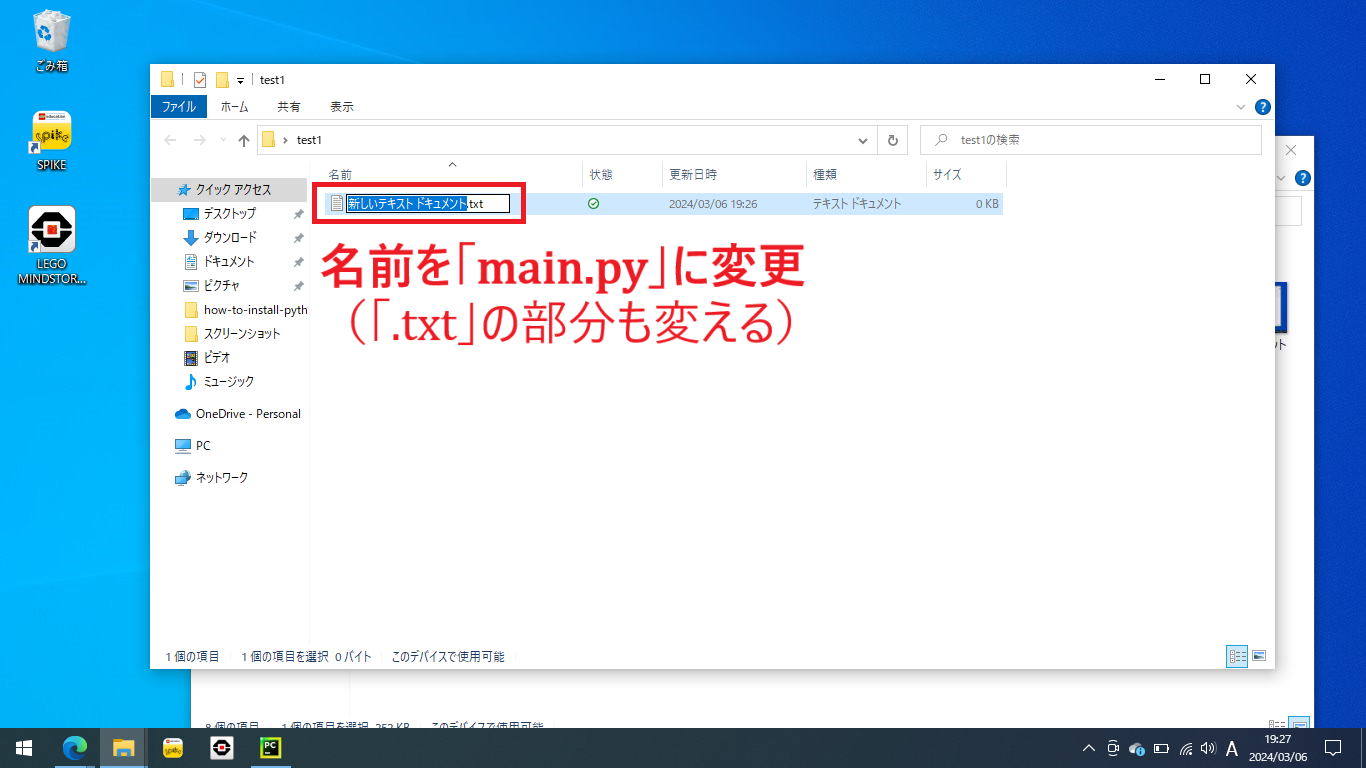 ごみ箱
LEGO education
spike
SPIKE
LEGO
MINDSTOR...
test1
ファイル
ホーム
共有
表示
test1
test1の検索
名前
状態
更新日時
種類
サイズ
新しいテキスト ドキュメント.txt
2024/03/06 19:26
テキスト ドキュメント
0 KB
名前を「main.py」に変更
（「.txt」の部分も変える）
クイック アクセス
デスクトップ
ダウンロード
ドキュメント
ピクチャ
how-to-install-pyth
スクリーンショット
ビデオ
ミュージック
OneDrive - Personal
PC
ネットワーク
ット
1 個の項目
1 個の項目を選択 0 バイト
このデバイスで使用可能
8 個の項目
1 個の項目を選択 252 KB
このデバイスで使用可能
spike
PC
A
19:27
2024/03/06